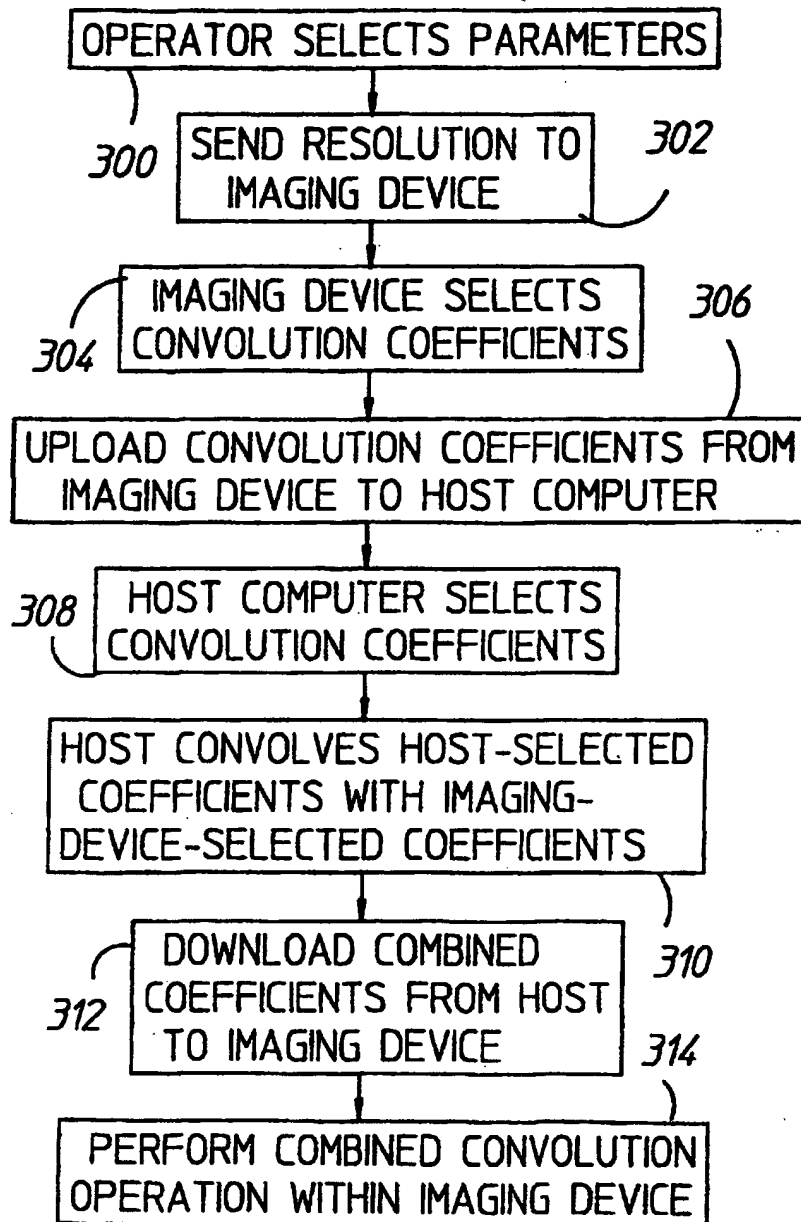 OPERATOR SELECTS PARAMETERS
300
SEND RESOLUTION TO
IMAGING DEVICE
302
304
IMAGING DEVICE SELECTS
CONVOLUTION COEFFICIENTS
306
UPLOAD CONVOLUTION COEFFICIENTS FROM
IMAGING DEVICE TO HOST COMPUTER
308
HOST COMPUTER SELECTS
CONVOLUTION COEFFICIENTS
HOST CONVOLVES HOST-SELECTED
COEFFICIENTS WITH IMAGING-
DEVICE-SELECTED COEFFICIENTS
310
312
DOWNLOAD COMBINED
COEFFICIENTS FROM HOST
TO IMAGING DEVICE
314
PERFORM COMBINED CONVOLUTION
OPERATION WITHIN IMAGING DEVICE